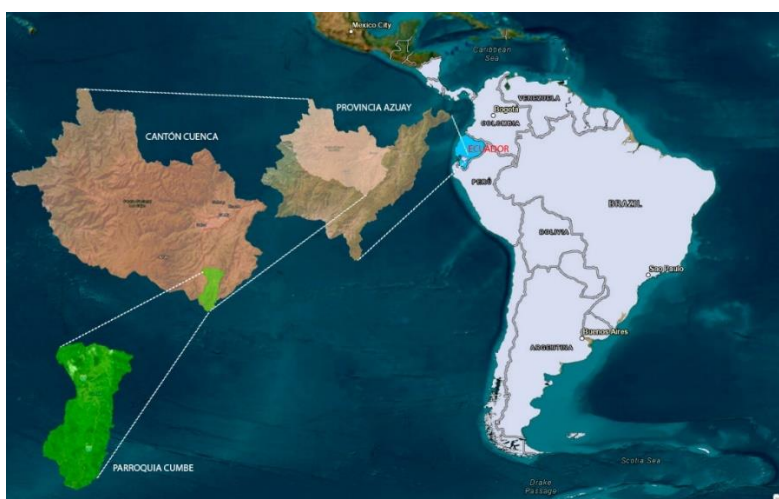 Mexico City
Caribbean
Sea
PROVINCIA AZUAY
CANTÓN CUENCA
VENEZUELA
Bogotá
COLOMBIA
ECUADOR
PERÚ
BRAZIL
BOLIVIA
Sao Paulo
Buenos Aires
ARGENTINA
PARROQUIA CUMBE
Scotia Sea
Drake
Passage